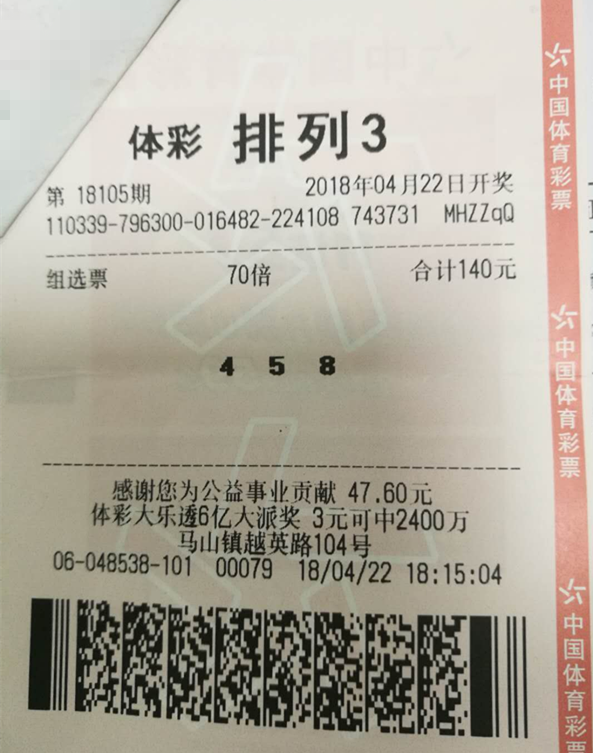 体彩 排列3
第 18105期 2018年04月22日开奖
110339-796300-016482-224108 743731 MHZZqQ
组选票 70倍 合计140元
4 5 8
感谢您为公益事业贡献 47.60元
体彩大乐透6亿大派奖 3元可中2400万
马山镇越英路104号
06-048538-101 00079 18/04/22 18:15:04
中国体育彩票
中国体育彩票
中国体育彩票